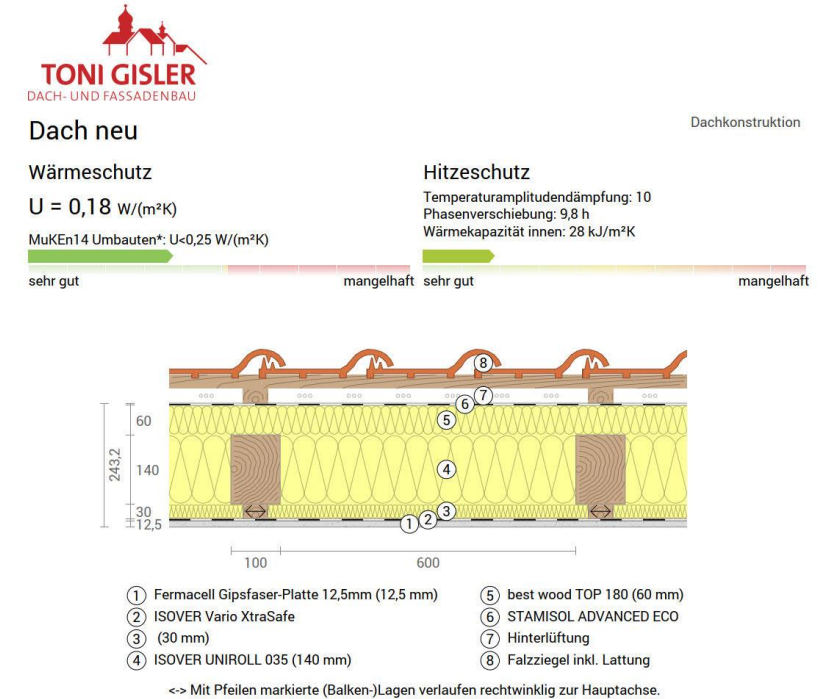 TONI GISLER
DACH- UND FASSADENBAU
Dach neu
Dachkonstruktion
Wärmeschutz
U = 0,18 W/(m²K)
MuKEn14 Umbauten*: U<0,25 W/(m²K)
sehr gut
mangelhaft
Hitzeschutz
Temperaturamplitudendämpfung: 10
Phasenverschiebung: 9,8 h
Wärmekapazität innen: 28 kJ/m²K
sehr gut
mangelhaft
8
7
6
5
4
3
2
1
243,2
60
140
30
12,5
100
600
1 Fermacell Gipsfaser-Platte 12,5mm (12,5 mm)
2 ISOVER Vario XtraSafe
3 (30 mm)
4 ISOVER UNIROLL 035 (140 mm)
5 best wood TOP 180 (60 mm)
6 STAMISOL ADVANCED ECO
7 Hinterlüftung
8 Falzziegel inkl. Lattung
<-> Mit Pfeilen markierte (Balken-)Lagen verlaufen rechtwinklig zur Hauptachse.